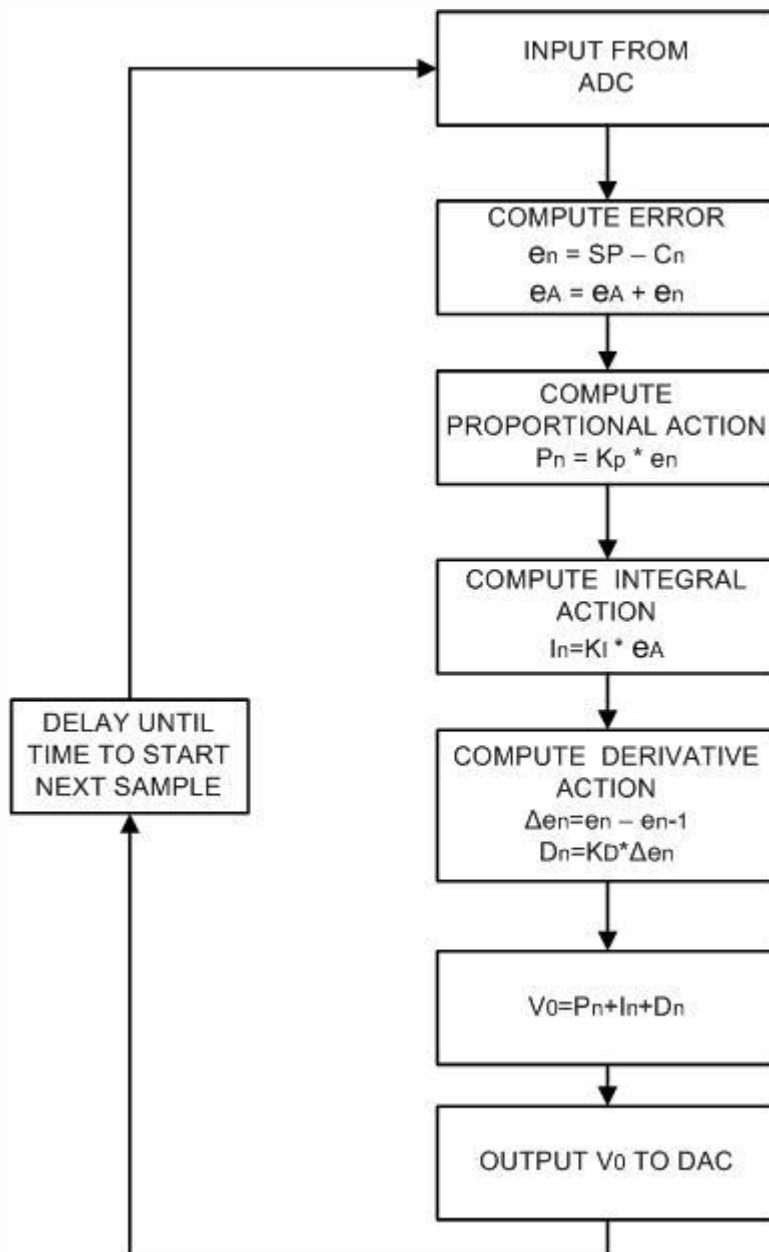 INPUT FROM
ADC
COMPUTE ERROR
en = SP – Cn
eA = eA + en
COMPUTE
PROPORTIONAL ACTION
Pn = Kp * en
COMPUTE INTEGRAL
ACTION
In=KI * eA
DELAY UNTIL
TIME TO START
NEXT SAMPLE
COMPUTE DERIVATIVE
ACTION
Δen=en – en-1
Dn=KD*Δen
V0=Pn+In+Dn
OUTPUT V0 TO DAC